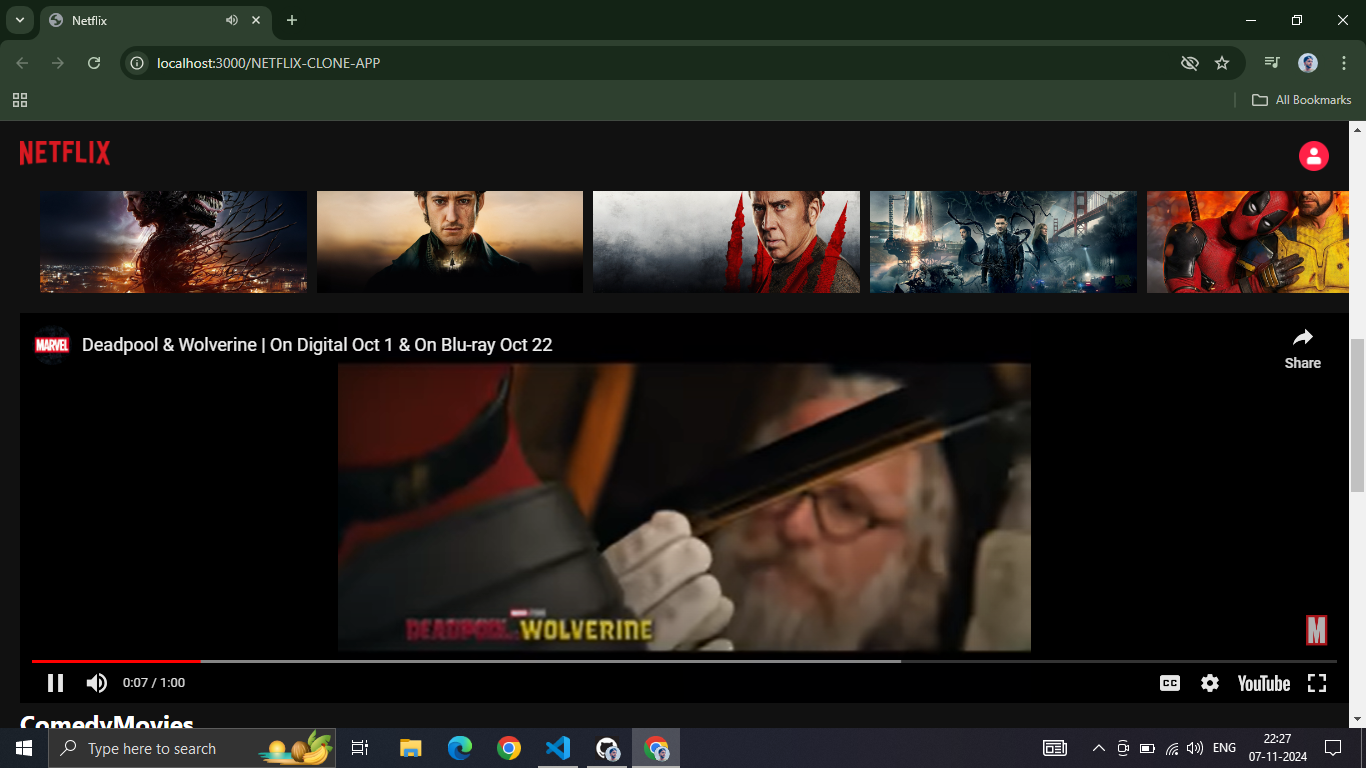 Netflix
localhost:3000/NETFLIX-CLONE-APP
All Bookmarks
NETFLIX
MARVEL
Deadpool & Wolverine | On Digital Oct 1 & On Blu-ray Oct 22
Share
DEADPOOL & WOLVERINE
M
0:07 / 1:00
CC
YouTube
ComedyMovies
Type here to search
ENG
22:27
07-11-2024